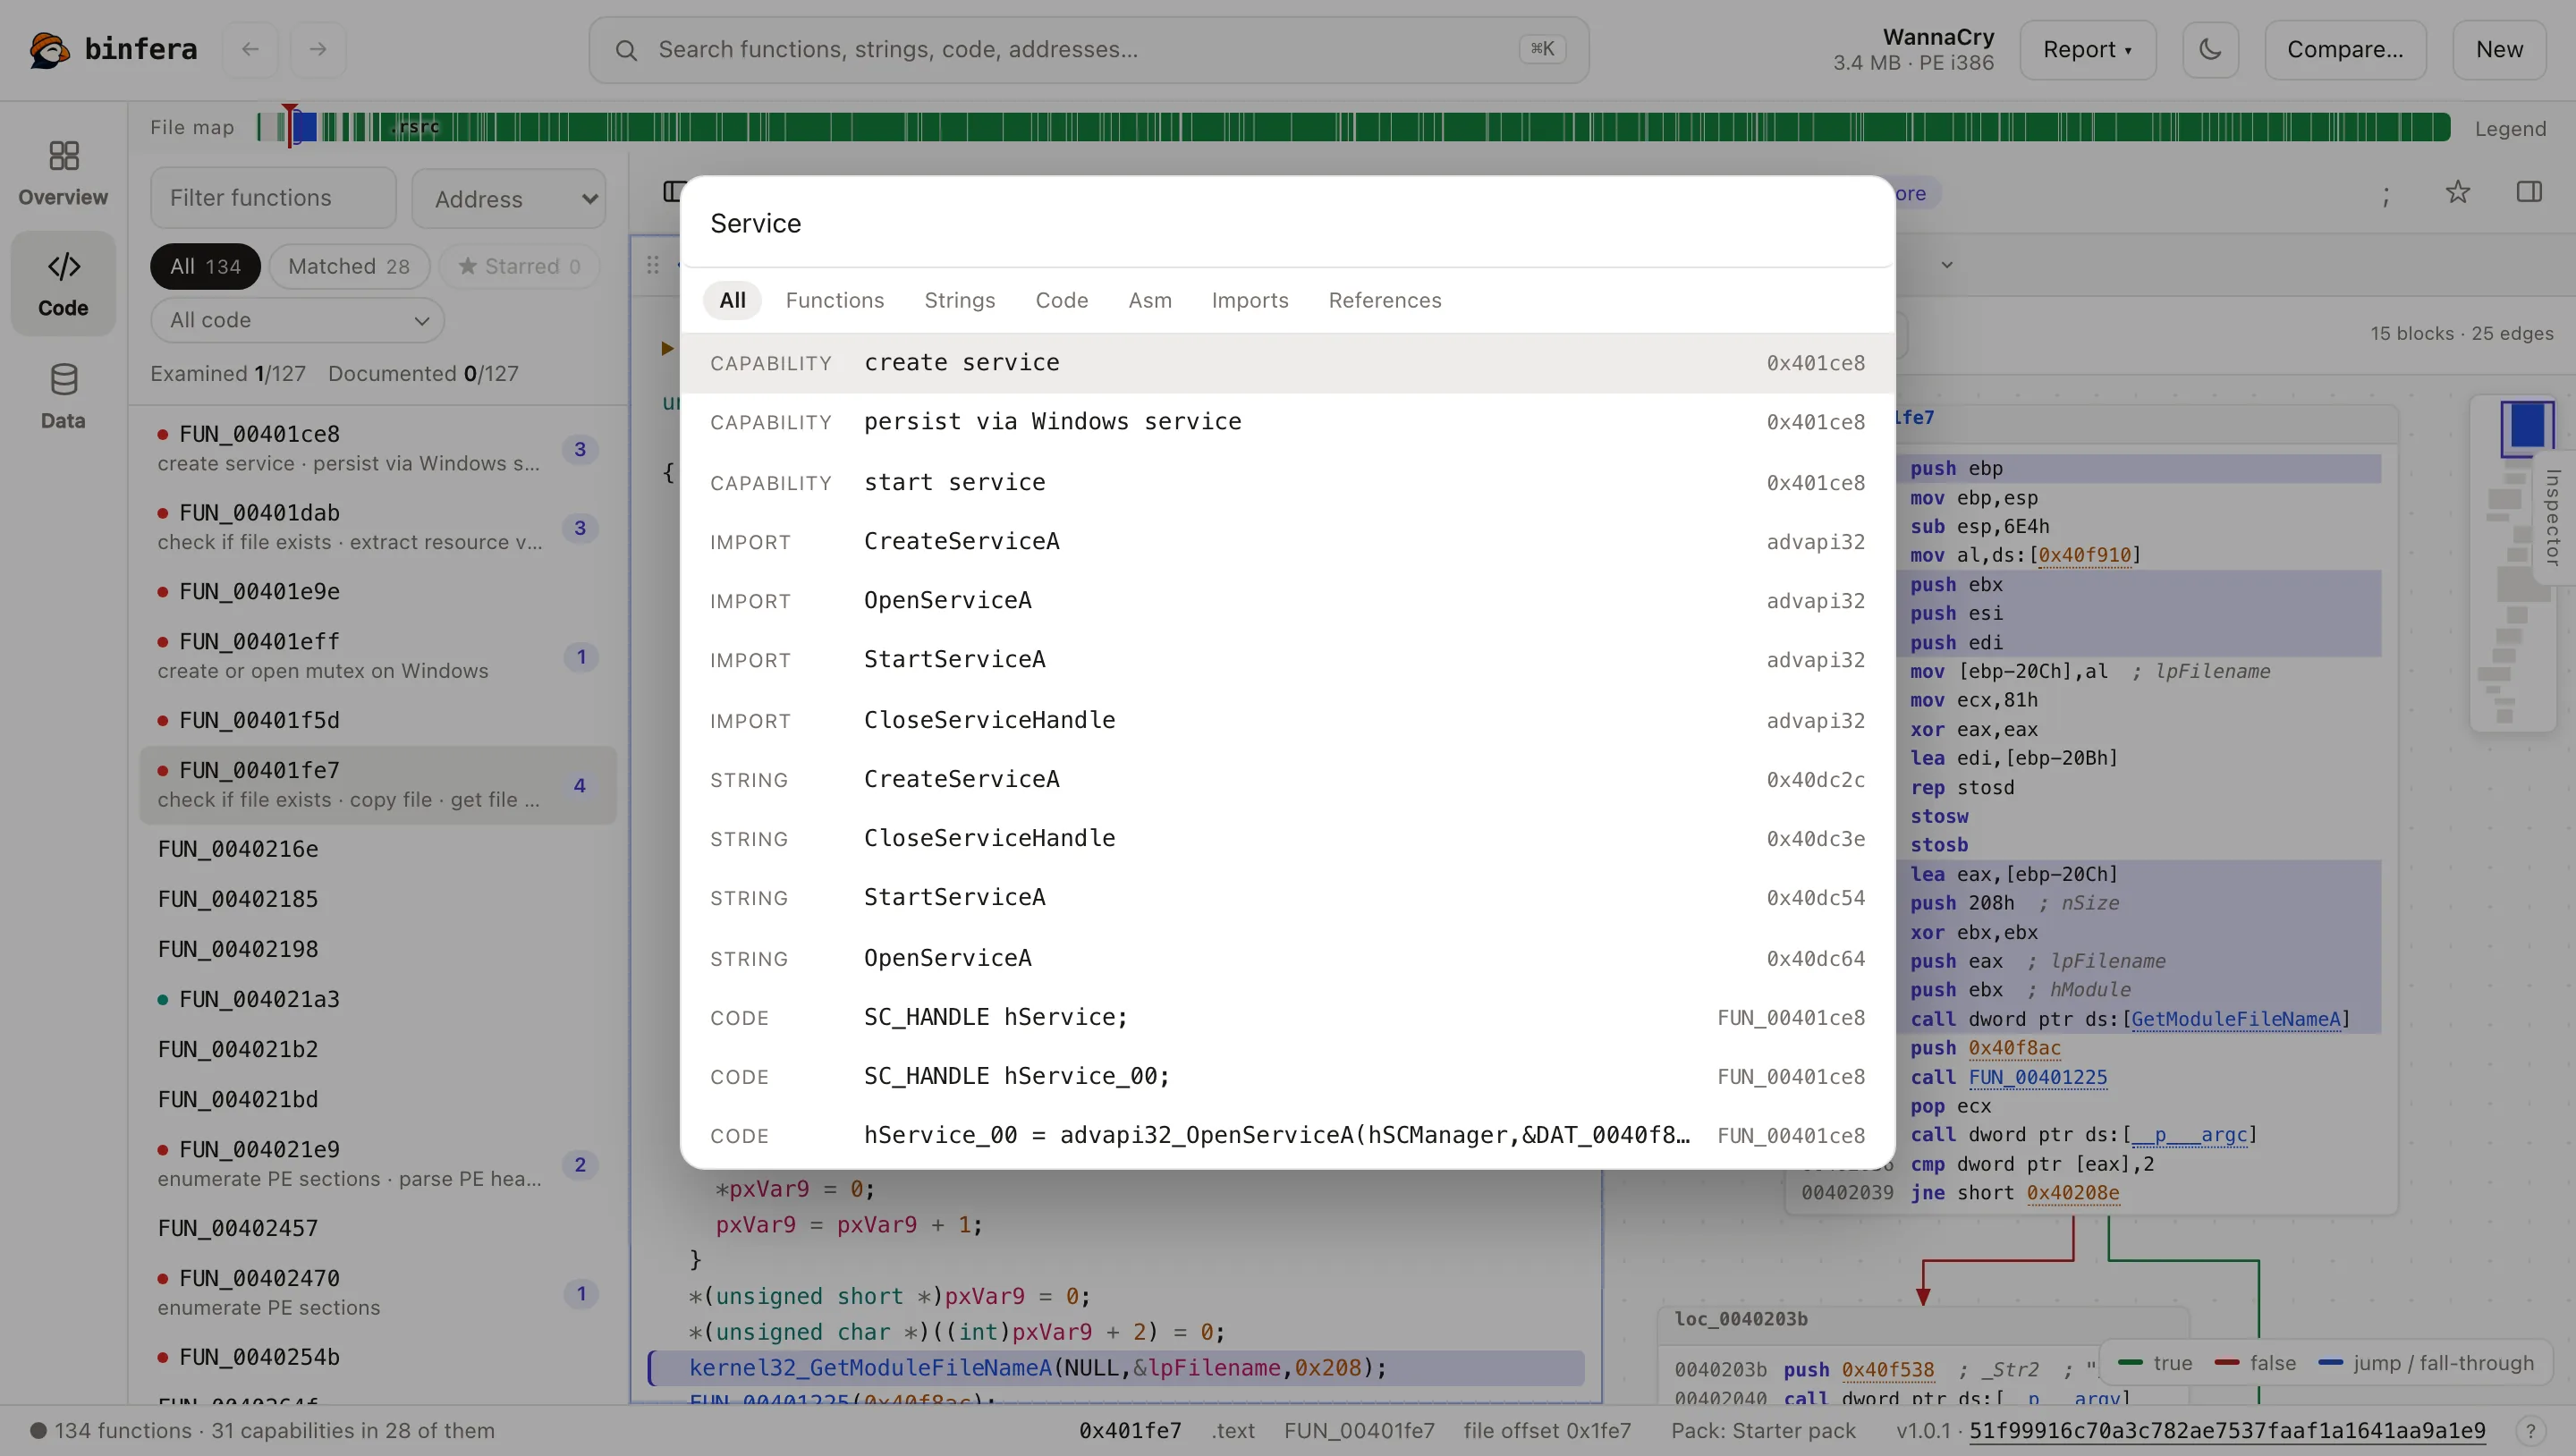 binfera
←
→
Search functions, strings, code, addresses...
⌘K
WannaCry
3.4 MB · PE i386
Report ▾
Compare...
New
File map
.rsrc
Legend
Overview
Code
Data
Filter functions
Address
All 134
Matched 28
★ Starred 0
All code
Examined 1/127
Documented 0/127
FUN_00401ce8
create service · persist via Windows s...
3
FUN_00401dab
check if file exists · extract resource v...
3
FUN_00401e9e
FUN_00401eff
create or open mutex on Windows
1
FUN_00401f5d
FUN_00401fe7
check if file exists · copy file · get file ...
4
FUN_0040216e
FUN_00402185
FUN_00402198
FUN_004021a3
FUN_004021b2
FUN_004021bd
FUN_004021e9
enumerate PE sections · parse PE hea...
2
FUN_00402457
FUN_00402470
enumerate PE sections
1
FUN_0040254b
{
Service
All
Functions
Strings
Code
Asm
Imports
References
CAPABILITY create service 0x401ce8
CAPABILITY persist via Windows service 0x401ce8
CAPABILITY start service 0x401ce8
IMPORT CreateServiceA advapi32
IMPORT OpenServiceA advapi32
IMPORT StartServiceA advapi32
IMPORT CloseServiceHandle advapi32
STRING CreateServiceA 0x40dc2c
STRING CloseServiceHandle 0x40dc3e
STRING StartServiceA 0x40dc54
STRING OpenServiceA 0x40dc64
CODE SC_HANDLE hService; FUN_00401ce8
CODE SC_HANDLE hService_00; FUN_00401ce8
CODE hService_00 = advapi32_OpenServiceA(hSCManager,&DAT_0040f8... FUN_00401ce8
*pxVar9 = 0;
pxVar9 = pxVar9 + 1;
}
*(unsigned short *)pxVar9 = 0;
*(unsigned char *)((int)pxVar9 + 2) = 0;
kernel32_GetModuleFileNameA(NULL,&lpFilename,0x208);
FUN_00401225(0x40f8ac);
ore
;
15 blocks · 25 edges
1fe7
Inspector
push ebp
mov ebp,esp
sub esp,6E4h
mov al,ds:[0x40f910]
push ebx
push esi
push edi
mov [ebp-20Ch],al ; lpFilename
mov ecx,81h
xor eax,eax
lea edi,[ebp-20Bh]
rep stosd
stosw
stosb
lea eax,[ebp-20Ch]
push 208h ; nSize
xor ebx,ebx
push eax ; lpFilename
push ebx ; hModule
call dword ptr ds:[GetModuleFileNameA]
push 0x40f8ac
call FUN_00401225
pop ecx
call dword ptr ds:[__p___argc]
cmp dword ptr [eax],2
00402039 jne short 0x40208e
loc_0040203b
0040203b push 0x40f538 ; _Str2 ; "
00402040 call dword ptr ds:[__p___argv]
true
false
jump / fall-through
134 functions · 31 capabilities in 28 of them
0x401fe7
.text
FUN_00401fe7
file offset 0x1fe7
Pack: Starter pack
v1.0.1 · 51f99916c70a3c782ae7537faaf1a1641aa9a1e9
?